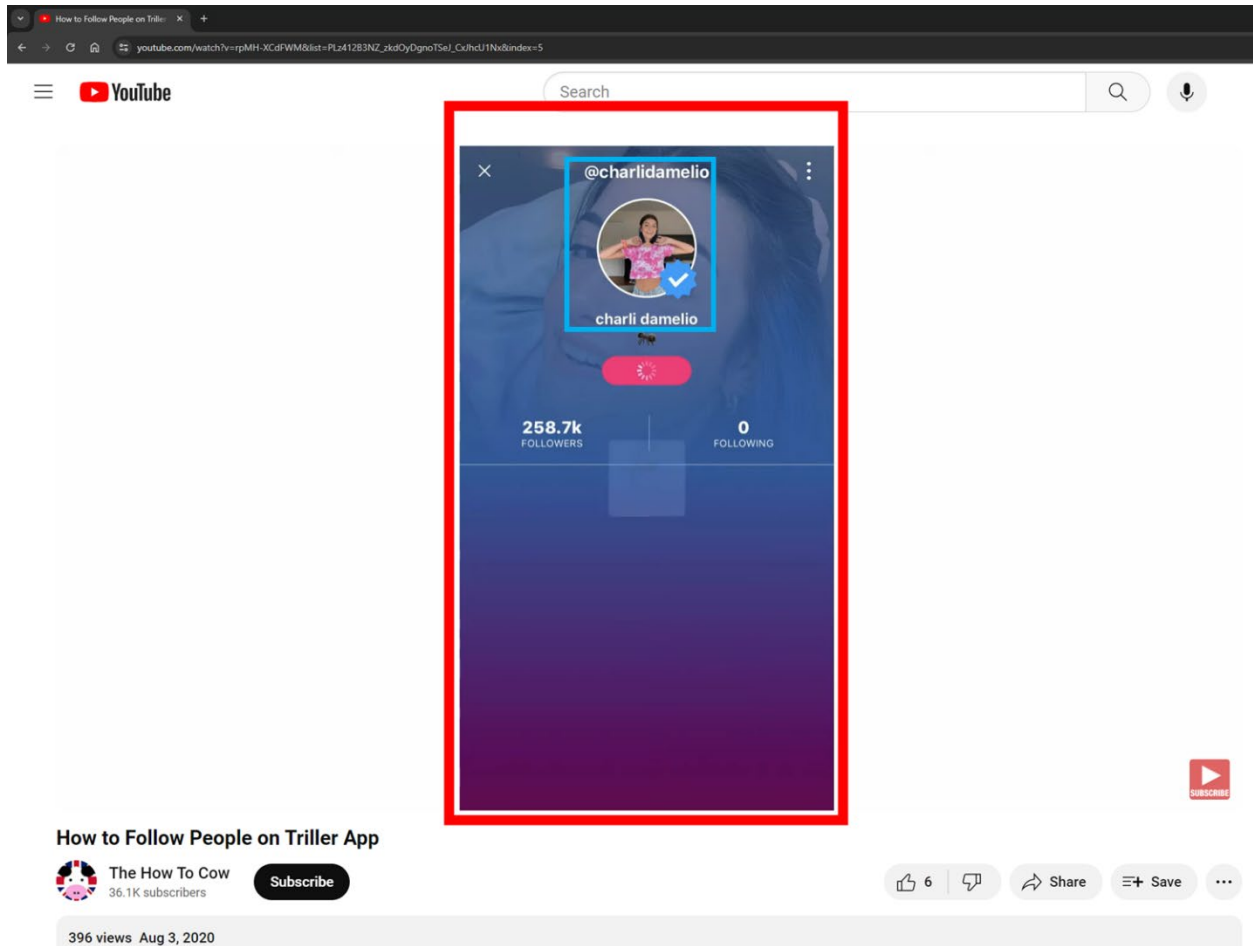 How to Follow People on Triller
youtube.com/watch?v=rpMH-XCdFWM&list=PLz41283NZ_zkdOyDgnoTSeJ_CxJhcU1Nx&index=5
YouTube
Search
@charlidamelio
charli damelio
258.7k
FOLLOWERS
0
FOLLOWING
SUBSCRIBE
How to Follow People on Triller App
The How To Cow
36.1K subscribers
Subscribe
6
Share
Save
396 views Aug 3, 2020